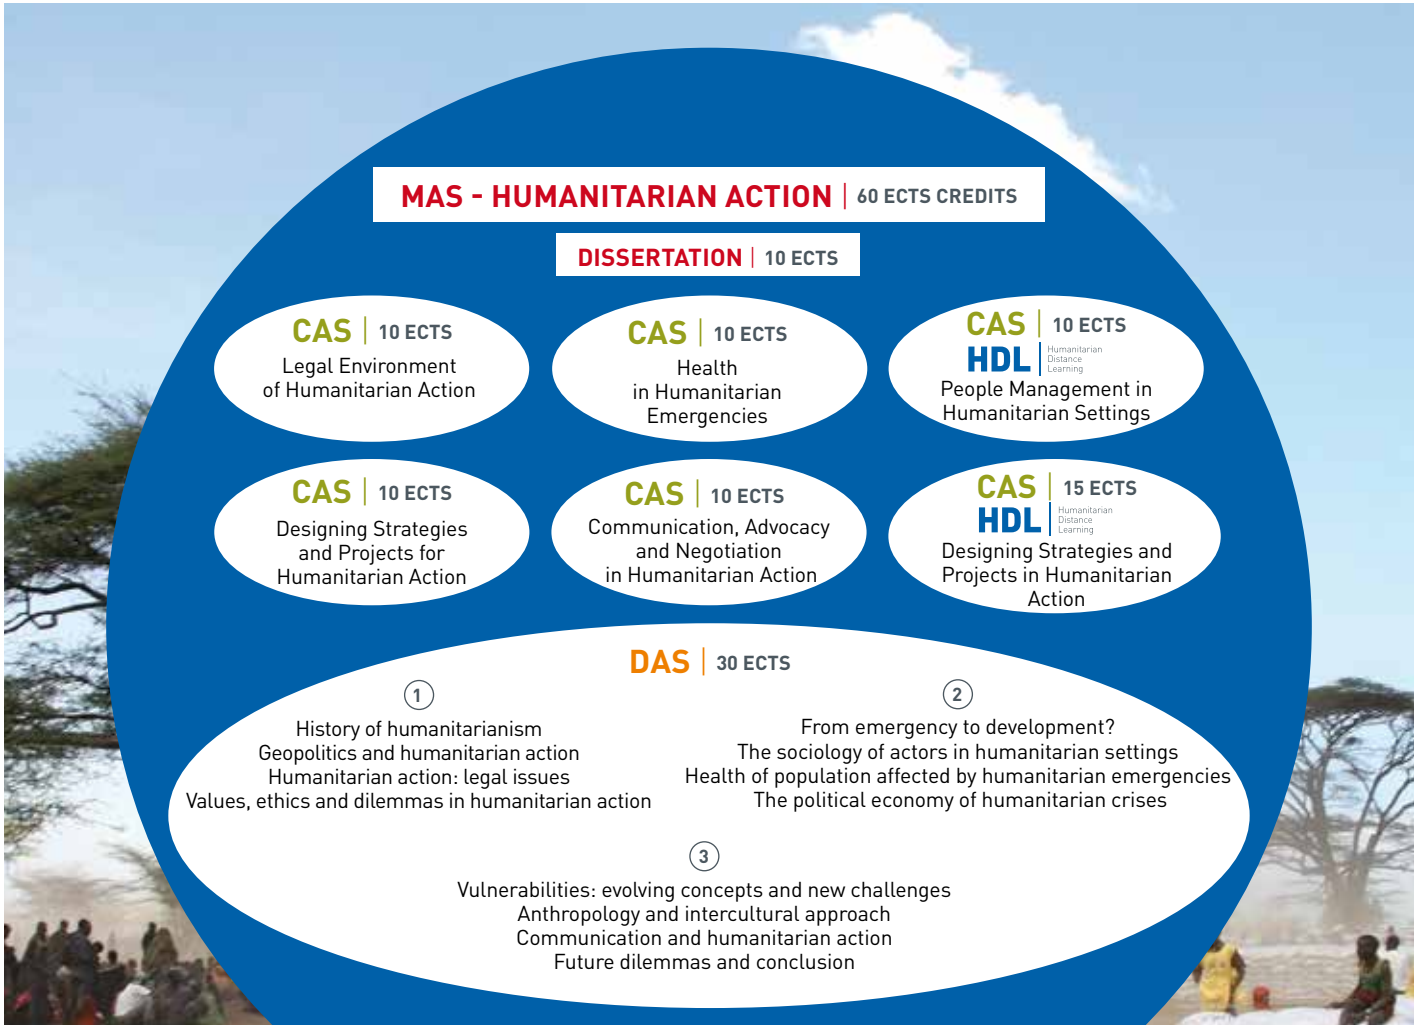 MAS - HUMANITARIAN ACTION | 60 ECTS CREDITS
DISSERTATION | 10 ECTS
CAS | 10 ECTS
Legal Environment
of Humanitarian Action
CAS | 10 ECTS
Health
in Humanitarian
Emergencies
CAS | 10 ECTS
HDL | Humanitarian
Distance
Learning
People Management in
Humanitarian Settings
CAS | 10 ECTS
Designing Strategies
and Projects for
Humanitarian Action
CAS | 10 ECTS
Communication, Advocacy
and Negotiation
in Humanitarian Action
CAS | 15 ECTS
HDL | Humanitarian
Distance
Learning
Designing Strategies and
Projects in Humanitarian
Action
DAS | 30 ECTS
1
History of humanitarianism
Geopolitics and humanitarian action
Humanitarian action: legal issues
Values, ethics and dilemmas in humanitarian action
2
From emergency to development?
The sociology of actors in humanitarian settings
Health of population affected by humanitarian emergencies
The political economy of humanitarian crises
3
Vulnerabilities: evolving concepts and new challenges
Anthropology and intercultural approach
Communication and humanitarian action
Future dilemmas and conclusion